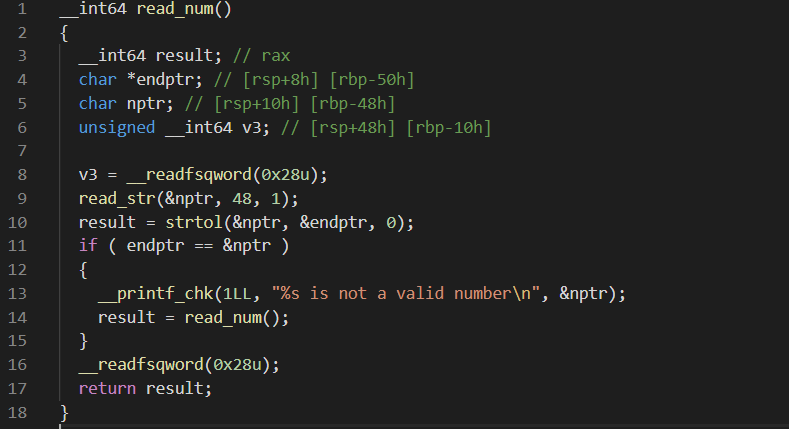 1 __int64 read_num()
2 {
3 __int64 result; // rax
4 char *endptr; // [rsp+8h] [rbp-50h]
5 char nptr; // [rsp+10h] [rbp-48h]
6 unsigned __int64 v3; // [rsp+48h] [rbp-10h]
7
8 v3 = __readfsqword(0x28u);
9 read_str(&nptr, 48, 1);
10 result = strtol(&nptr, &endptr, 0);
11 if ( endptr == &nptr )
12 {
13 __printf_chk(1LL, "%s is not a valid number\n", &nptr);
14 result = read_num();
15 }
16 __readfsqword(0x28u);
17 return result;
18 }